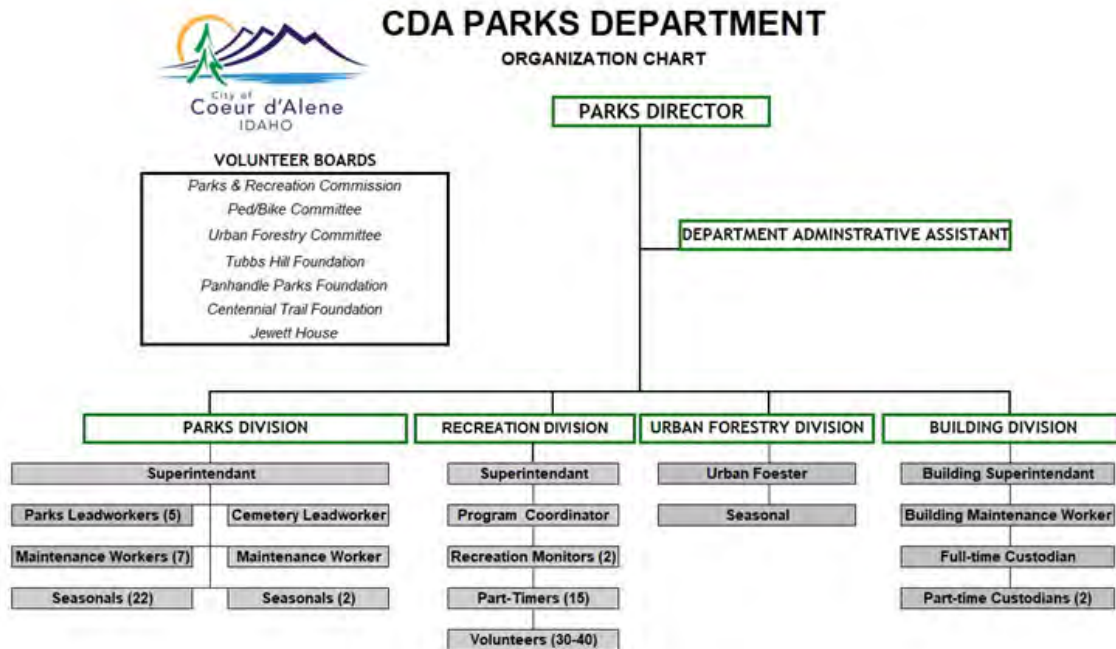 CDA PARKS DEPARTMENT
ORGANIZATION CHART
City of
Coeur d'Alene
IDAHO
PARKS DIRECTOR
VOLUNTEER BOARDS
Parks & Recreation Commission
Ped/Bike Committee
Urban Forestry Committee
Tubbs Hill Foundation
Panhandle Parks Foundation
Centennial Trail Foundation
Jewett House
DEPARTMENT ADMINSTRATIVE ASSISTANT
PARKS DIVISION
Superintendant
Parks Leadworkers (5)
Cemetery Leadworker
Maintenance Workers (7)
Maintenance Worker
Seasonals (22)
Seasonals (2)
RECREATION DIVISION
Superintendant
Program Coordinator
Recreation Monitors (2)
Part-Timers (15)
Volunteers (30-40)
URBAN FORESTRY DIVISION
Urban Foester
Seasonal
BUILDING DIVISION
Building Superintendant
Building Maintenance Worker
Full-time Custodian
Part-time Custodians (2)